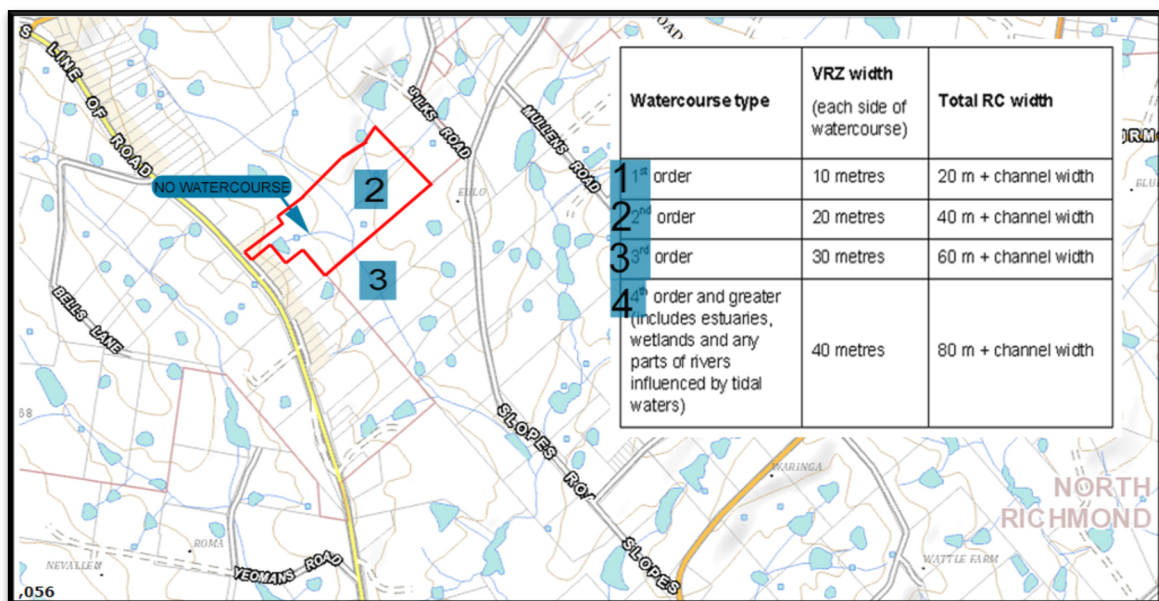 S LINE OF ROAD
NO WATERCOURSE
2
3
BELLS LANE
MULLENS ROAD
SLOPES ROA
SLOPES
YEOMANS ROAD
ROMA
NEVALLEN
WARINGA
WATTLE FARM
NORTH
RICHMOND
,056
68
Watercourse type
VRZ width
(each side of
watercourse)
Total RC width
1 1st order
10 metres
20 m + channel width
2 2nd order
20 metres
40 m + channel width
3 3rd order
30 metres
60 m + channel width
4 4th order and greater
(includes estuaries,
wetlands and any
parts of rivers
influenced by tidal
waters)
40 metres
80 m + channel width